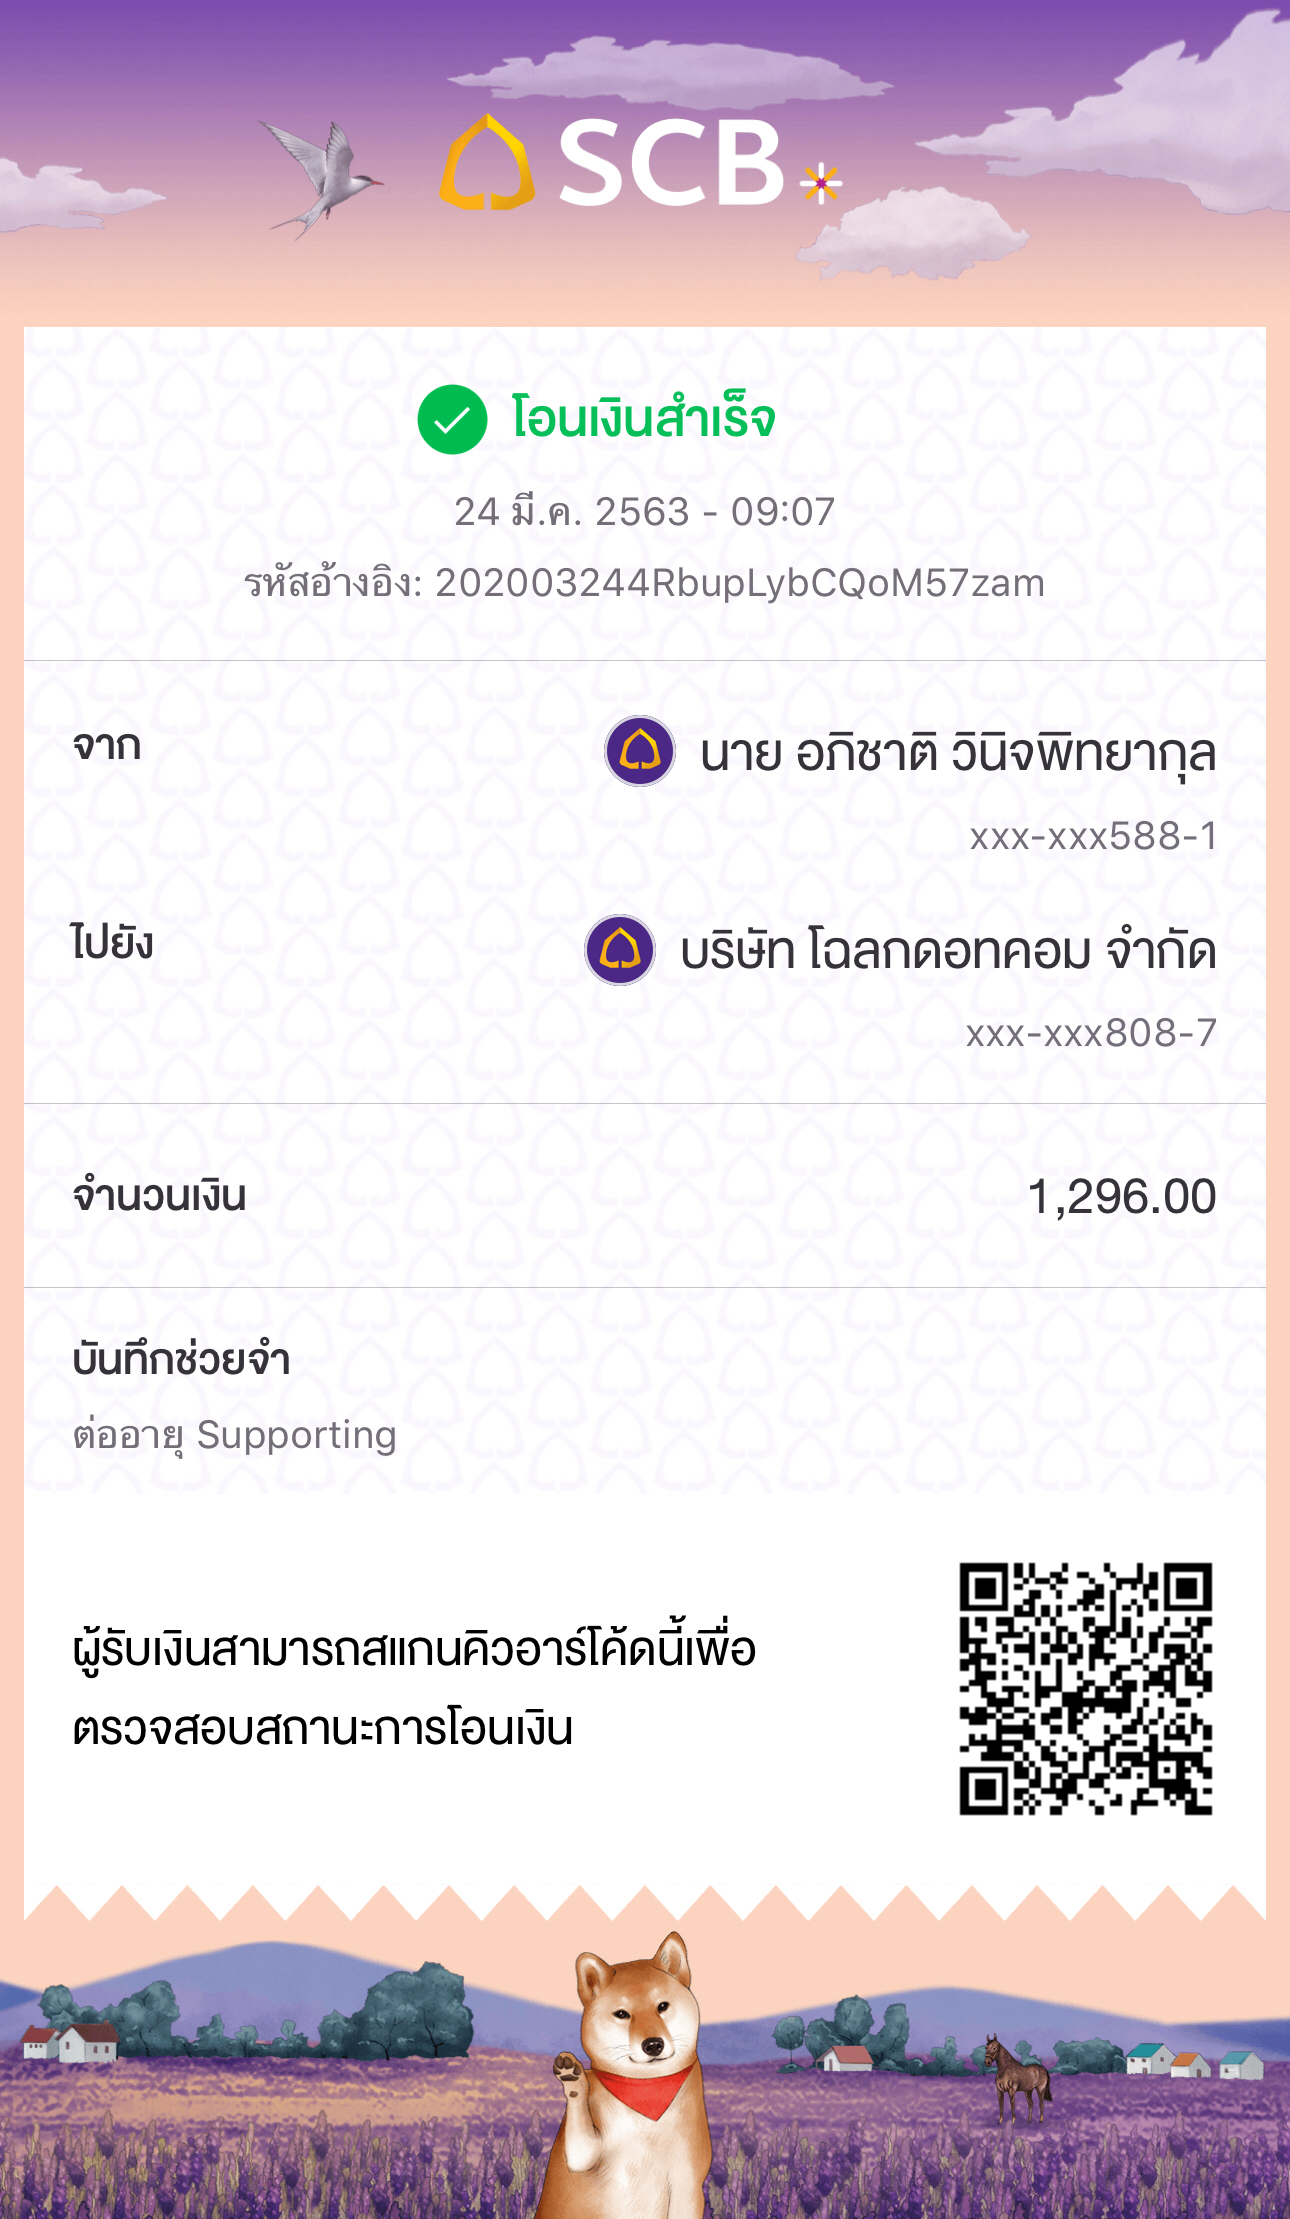 SCB
โอนเงินสำเร็จ
24 มี.ค. 2563 - 09:07
รหัสอ้างอิง: 202003244RbupLybCQoM57zam
จาก นาย อภิชาติ วินิจพิทยากุล
xxx-xxx588-1
ไปยัง บริษัท โฉลกดอทคอม จำกัด
xxx-xxx808-7
จำนวนเงิน 1,296.00
บันทึกช่วยจำ
ต่ออายุ Supporting
ผู้รับเงินสามารถสแกนคิวอาร์โค้ดนี้เพื่อ
ตรวจสอบสถานะการโอนเงิน